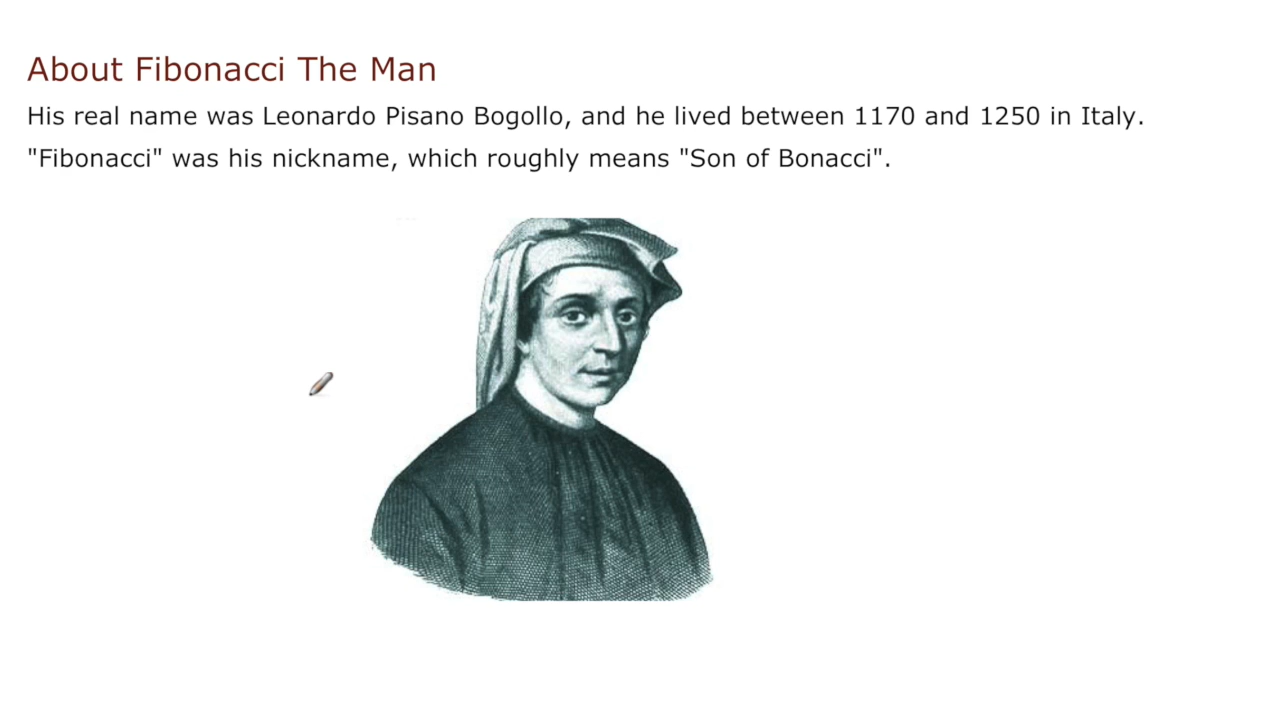 About Fibonacci The Man
His real name was Leonardo Pisano Bogollo, and he lived between 1170 and 1250 in Italy.
"Fibonacci" was his nickname, which roughly means "Son of Bonacci".